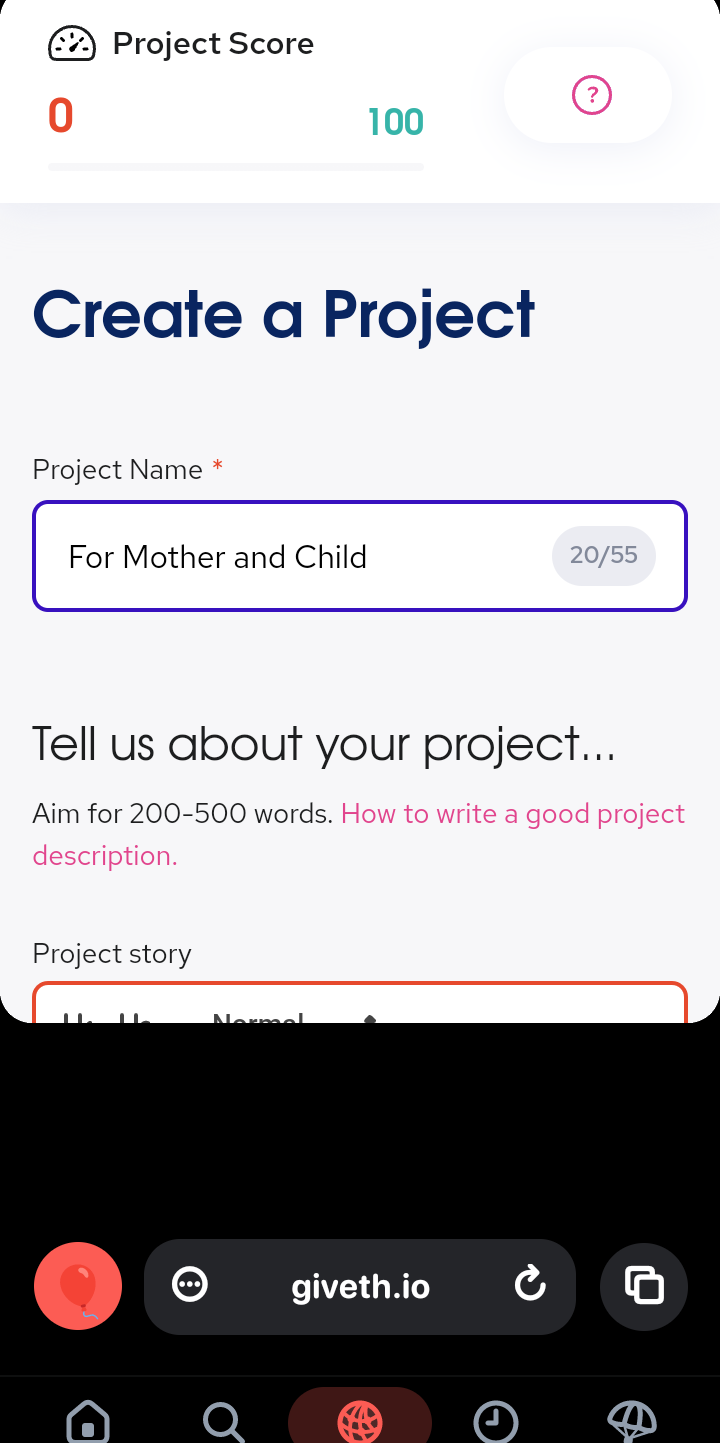 Project Score
0 100
?
Create a Project
Project Name *
For Mother and Child 20/55
Tell us about your project...
Aim for 200-500 words. How to write a good project
description.
Project story
Normal
giveth.io